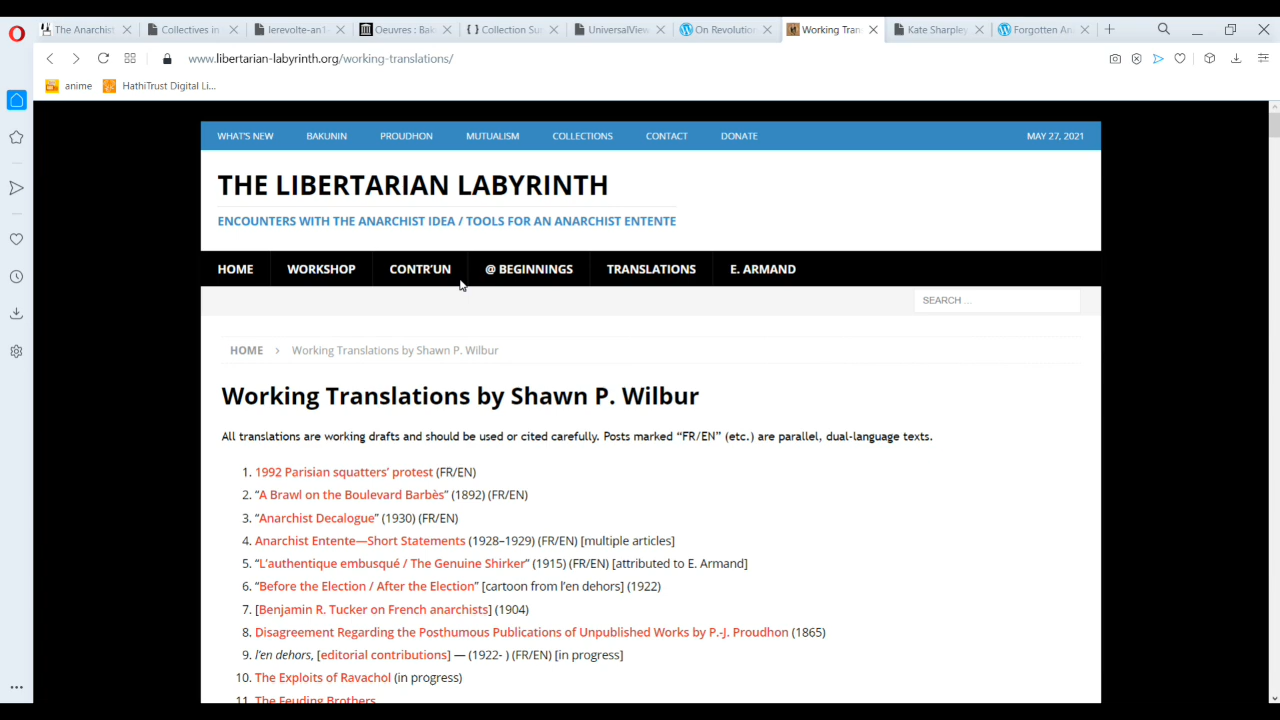 The Anarchist
Collectives in
lerevolte-an1-
Oeuvres : Bak
Collection Su
UniversalView
On Revolution
Working Tran
Kate Sharpley
Forgotten An
www.libertarian-labyrinth.org/working-translations/
anime
HathiTrust Digital Li...
WHAT'S NEW BAKUNIN PROUDHON MUTUALISM COLLECTIONS CONTACT DONATE MAY 27, 2021
THE LIBERTARIAN LABYRINTH
ENCOUNTERS WITH THE ANARCHIST IDEA / TOOLS FOR AN ANARCHIST ENTENTE
HOME WORKSHOP CONTR'UN @ BEGINNINGS TRANSLATIONS E. ARMAND
SEARCH ...
HOME > Working Translations by Shawn P. Wilbur
Working Translations by Shawn P. Wilbur
All translations are working drafts and should be used or cited carefully. Posts marked “FR/EN” (etc.) are parallel, dual-language texts.
1. 1992 Parisian squatters’ protest (FR/EN)
2. “A Brawl on the Boulevard Barbès” (1892) (FR/EN)
3. “Anarchist Decalogue” (1930) (FR/EN)
4. Anarchist Entente—Short Statements (1928–1929) (FR/EN) [multiple articles]
5. “L’authentique embusqué / The Genuine Shirker” (1915) (FR/EN) [attributed to E. Armand]
6. “Before the Election / After the Election” [cartoon from l’en dehors] (1922)
7. [Benjamin R. Tucker on French anarchists] (1904)
8. Disagreement Regarding the Posthumous Publications of Unpublished Works by P.-J. Proudhon (1865)
9. l’en dehors, [editorial contributions] — (1922- ) (FR/EN) [in progress]
10. The Exploits of Ravachol (in progress)
11. The Feuding Brothers